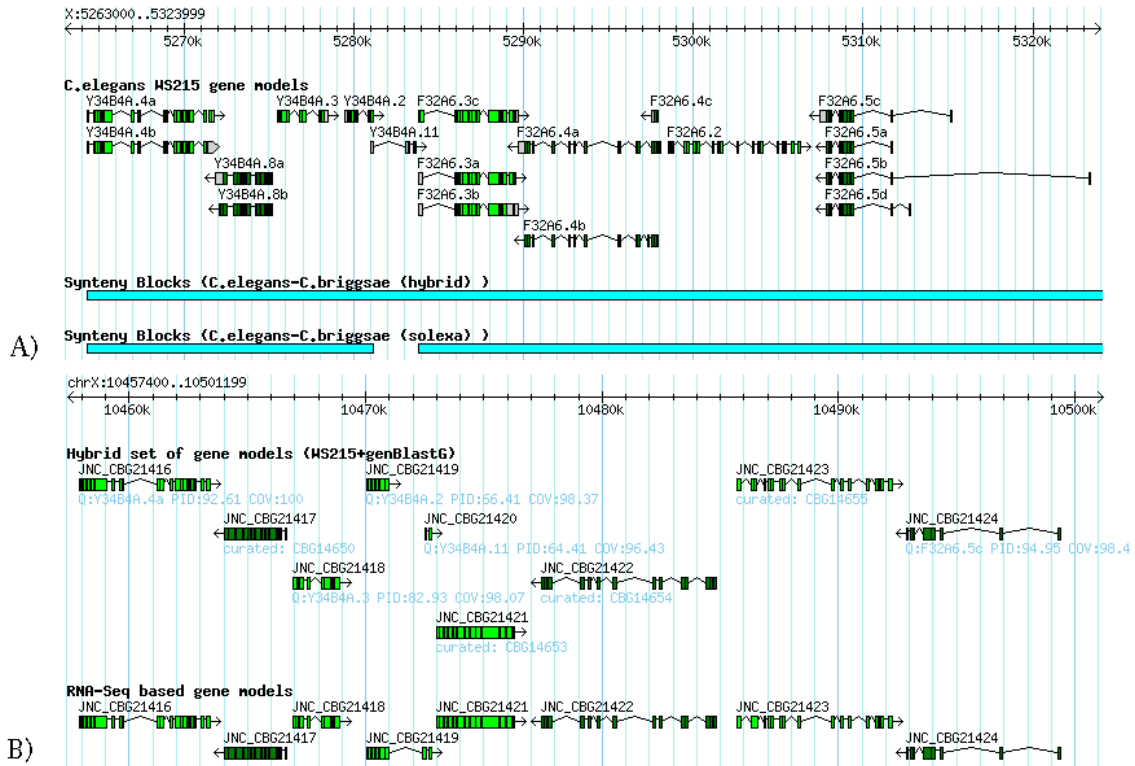 X:5263000..5323999
5270k 5280k 5290k 5300k 5310k 5320k
C.elegans WS215 gene models
Y34B4A.4a Y34B4A.3 Y34B4A.2 F32A6.3c F32A6.4c F32A6.5c
Y34B4A.4b Y34B4A.11 F32A6.4a F32A6.2 F32A6.5a
Y34B4A.8a F32A6.3a F32A6.5b
Y34B4A.8b F32A6.3b F32A6.5d
F32A6.4b
Synteny Blocks (C.elegans-C.briggsae (hybrid) )
Synteny Blocks (C.elegans-C.briggsae (solexa) )
A)
chrX:10457400..10501199
10460k 10470k 10480k 10490k 10500k
Hybrid set of gene models (WS215+genBlastG)
JNC_CBG21416 JNC_CBG21419 JNC_CBG21423
Q:Y34B4A.4a PID:92.61 COV:100 Q:Y34B4A.2 PID:66.41 COV:98.37 curated: CBG14655
JNC_CBG21417 JNC_CBG21420 JNC_CBG21424
curated: CBG14650 Q:Y34B4A.11 PID:64.41 COV:96.43 Q:F32A6.5c PID:94.95 COV:98.4
JNC_CBG21418 JNC_CBG21422
Q:Y34B4A.3 PID:82.93 COV:98.07 curated: CBG14654
JNC_CBG21421
curated: CBG14653
RNA-Seq based gene models
JNC_CBG21416 JNC_CBG21418 JNC_CBG21421 JNC_CBG21422 JNC_CBG21423
JNC_CBG21417 JNC_CBG21419 JNC_CBG21424
B)